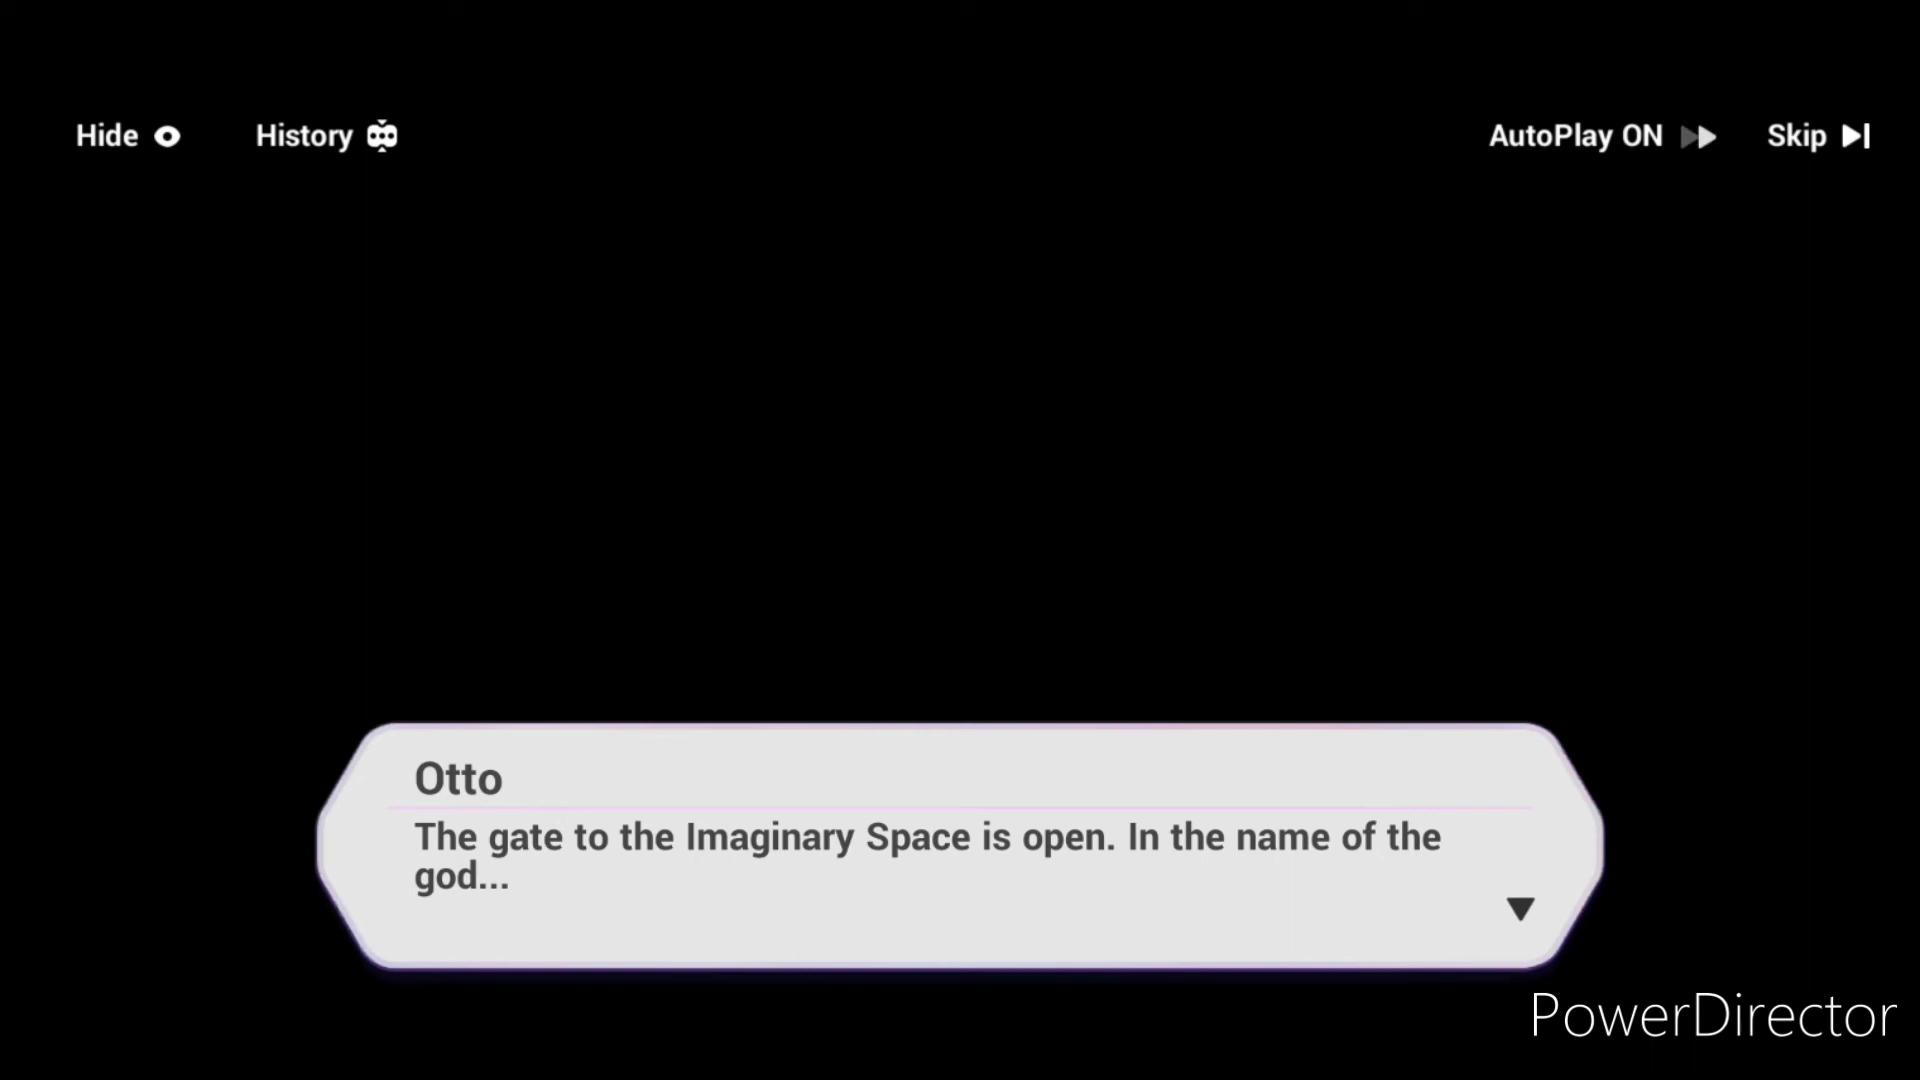 Hide
History
AutoPlay ON
Skip
Otto
The gate to the Imaginary Space is open. In the name of the
god...
PowerDirector